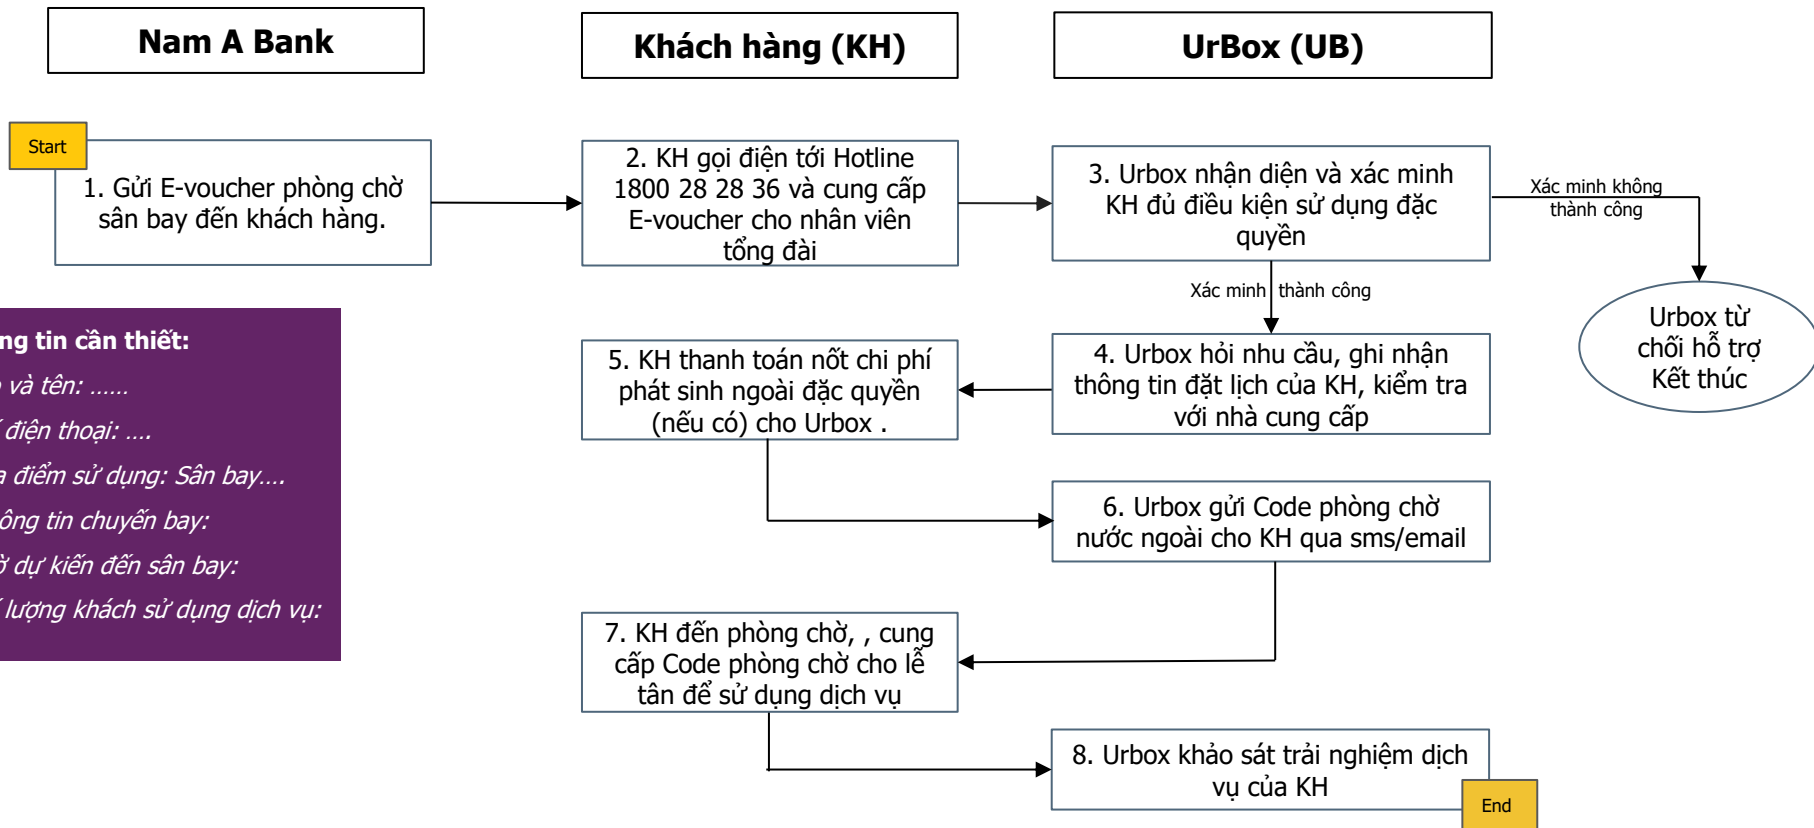 Nam A Bank
Khách hàng (KH)
UrBox (UB)
Start
1. Gửi E-voucher phòng chờ
sân bay đến khách hàng.
2. KH gọi điện tới Hotline
1800 28 28 36 và cung cấp
E-voucher cho nhân viên
tổng đài
3. Urbox nhận diện và xác minh
KH đủ điều kiện sử dụng đặc
quyền
Xác minh không
thành công
Xác minh thành công
Urbox từ
chối hỗ trợ
Kết thúc
tin cần thiết:
và tên: ......
điện thoại: ....
điểm sử dụng: Sân bay....
tin chuyến bay:
dự kiến đến sân bay:
lượng khách sử dụng dịch vụ:
5. KH thanh toán nốt chi phí
phát sinh ngoài đặc quyền
(nếu có) cho Urbox .
4. Urbox hỏi nhu cầu, ghi nhận
thông tin đặt lịch của KH, kiểm tra
với nhà cung cấp
6. Urbox gửi Code phòng chờ
nước ngoài cho KH qua sms/email
7. KH đến phòng chờ, , cung
cấp Code phòng chờ cho lễ
tân để sử dụng dịch vụ
8. Urbox khảo sát trải nghiệm dịch
vụ của KH
End